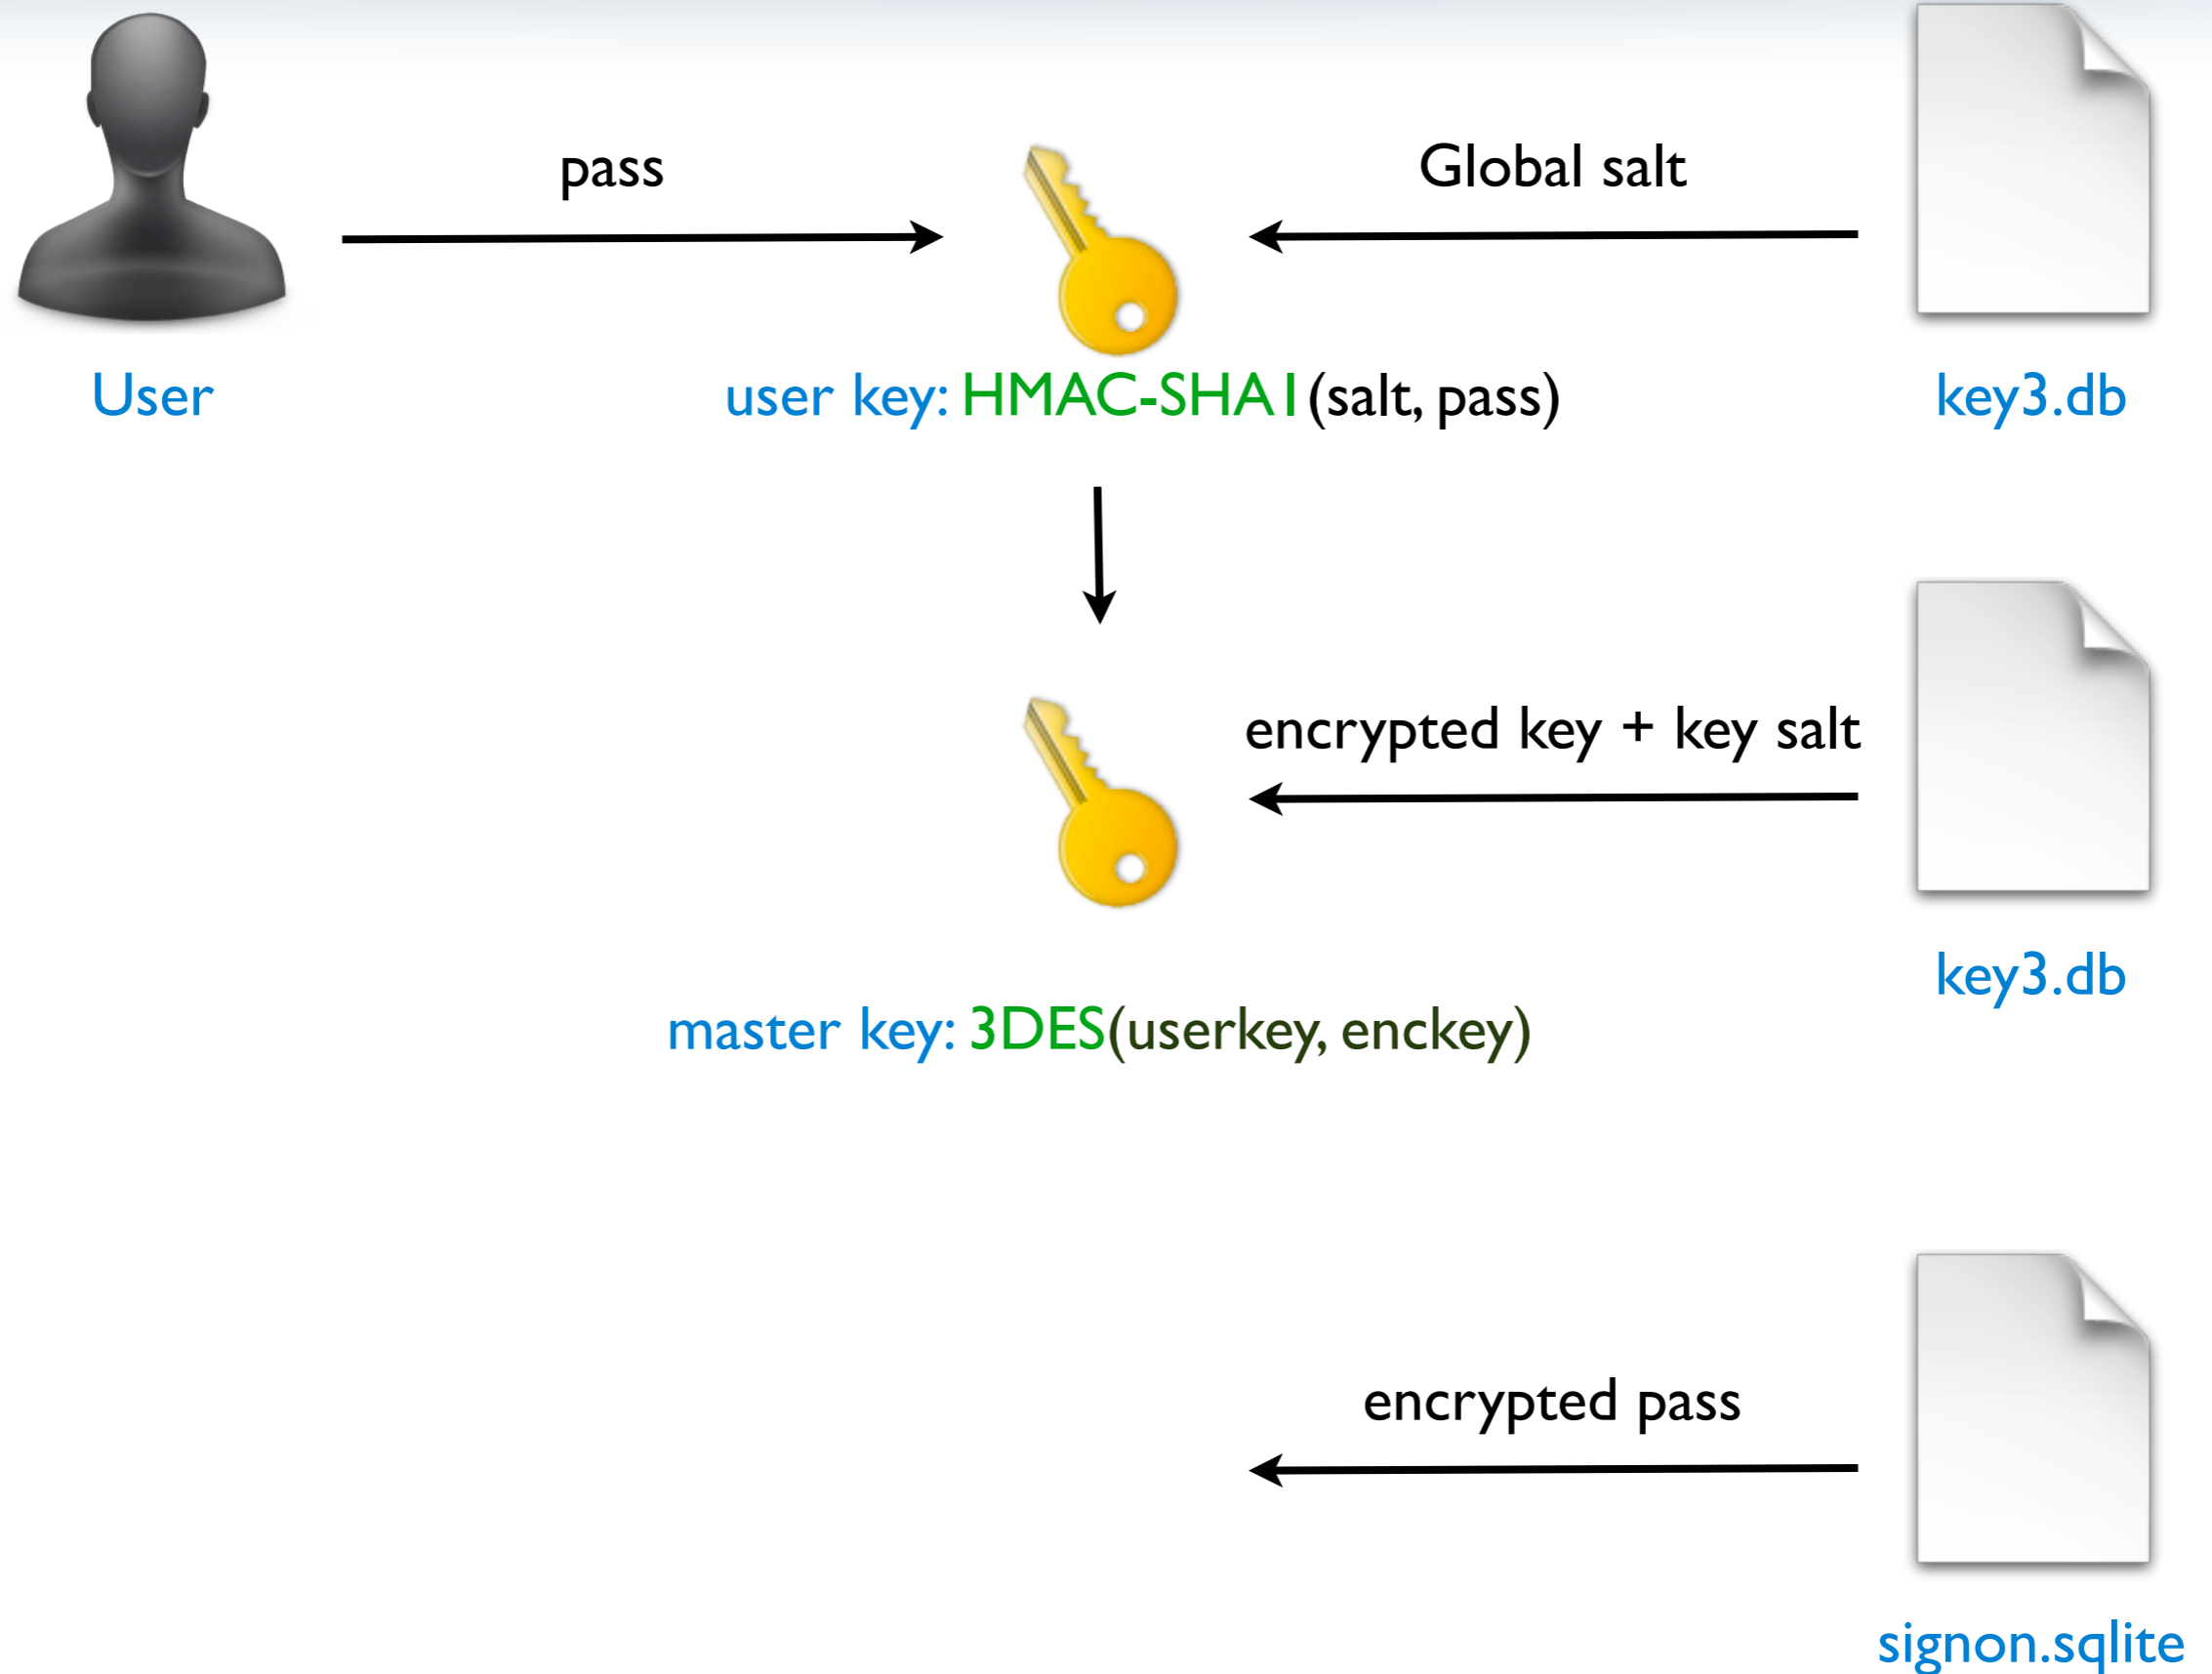 pass
Global salt
User
user key: HMAC-SHA1(salt, pass)
key3.db
encrypted key + key salt
key3.db
master key: 3DES(userkey, enckey)
encrypted pass
signon.sqlite